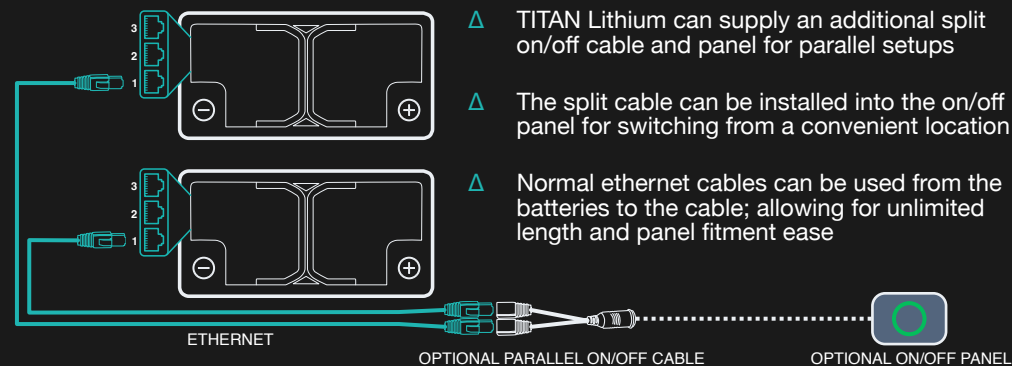 3
2
1
Δ TITAN Lithium can supply an additional split
on/off cable and panel for parallel setups
Δ The split cable can be installed into the on/off
panel for switching from a convenient location
3
2
1
Δ Normal ethernet cables can be used from the
batteries to the cable; allowing for unlimited
length and panel fitment ease
ETHERNET
OPTIONAL PARALLEL ON/OFF CABLE
OPTIONAL ON/OFF PANEL